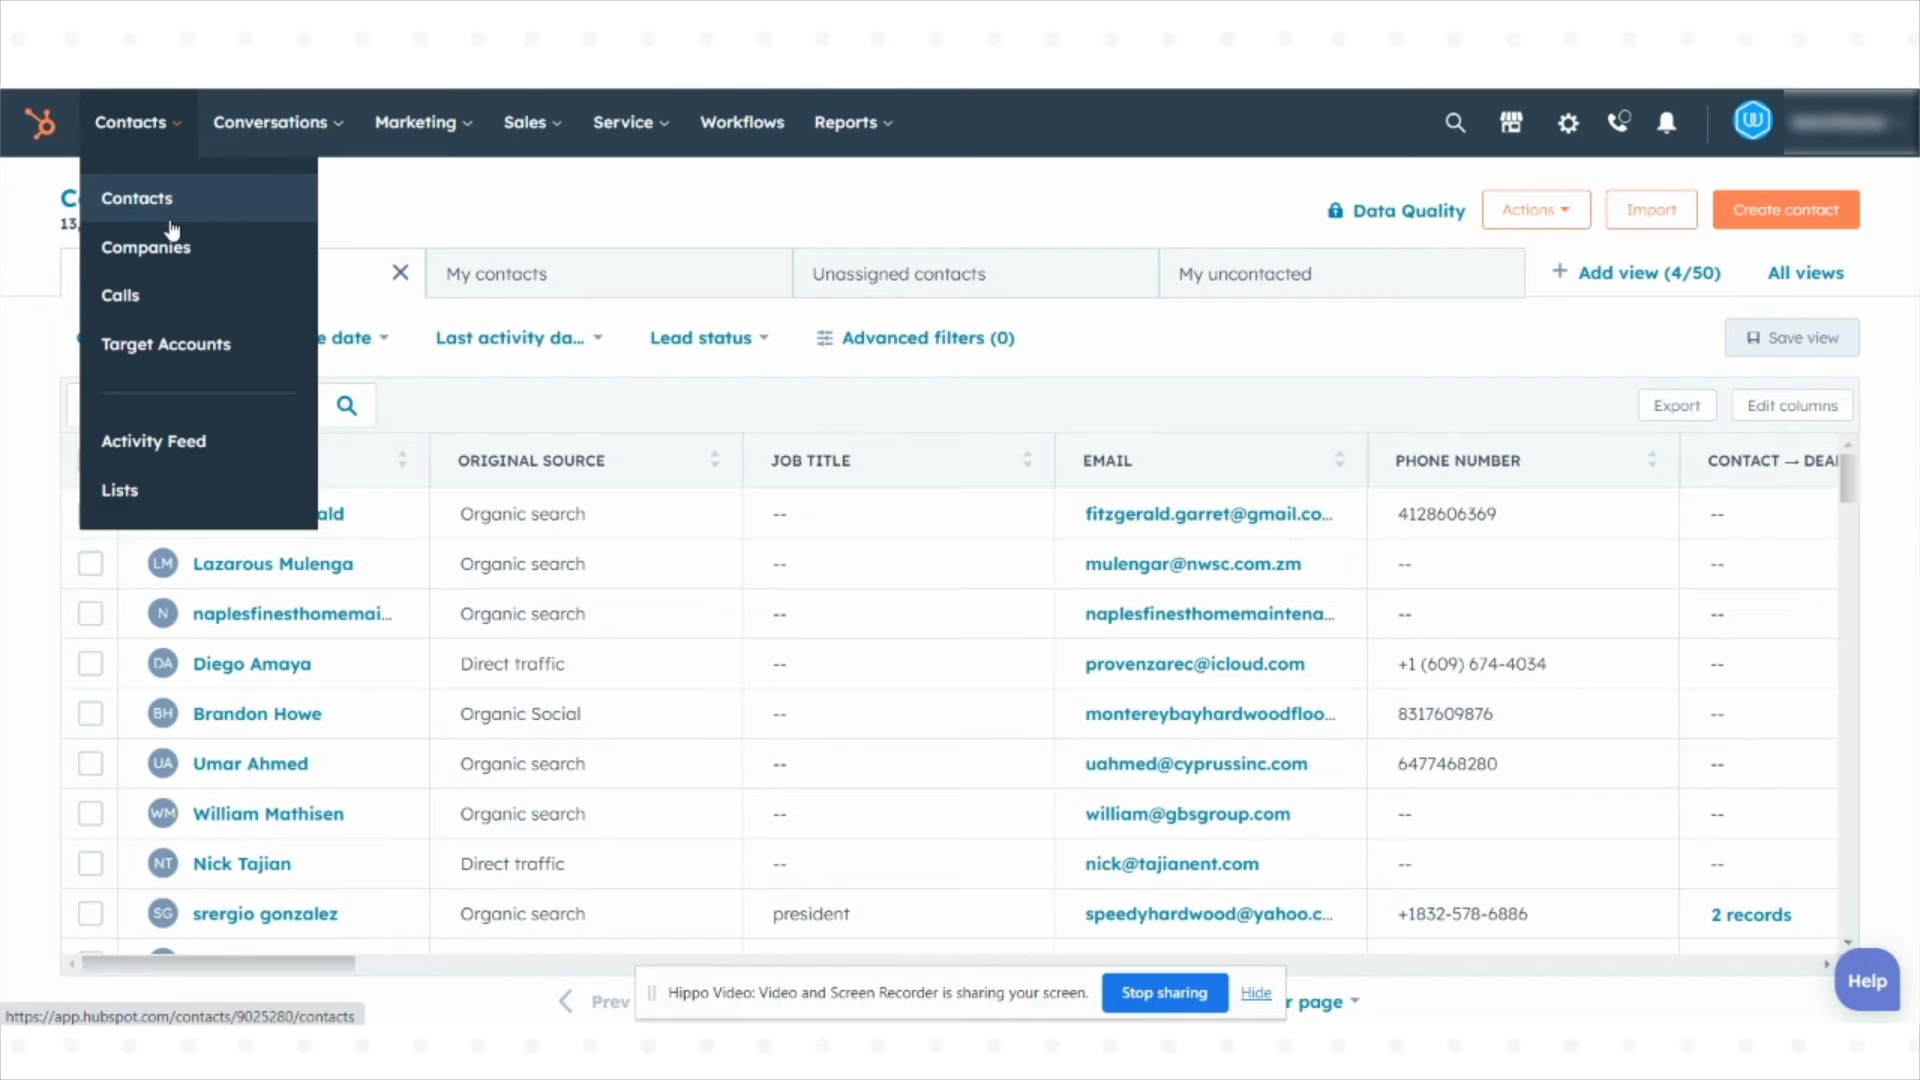 Contacts Conversations Marketing Sales Service Workflows Reports
Contacts
Companies
Calls
Target Accounts
Activity Feed
Lists
C
13,
Data Quality Actions Import Create contact
My contacts Unassigned contacts My uncontacted + Add view (4/50) All views
e date Last activity da... Lead status Advanced filters (0) Save view
Export Edit columns
ORIGINAL SOURCE JOB TITLE EMAIL PHONE NUMBER CONTACT → DEAL
ald Organic search -- fitzgerald.garret@gmail.co... 4128606369 --
LM Lazarous Mulenga Organic search -- mulengar@nwsc.com.zm -- --
N naplesfinesthomemai... Organic search -- naplesfinesthomemaintena... -- --
DA Diego Amaya Direct traffic -- provenzarec@icloud.com +1 (609) 674-4034 --
BH Brandon Howe Organic Social -- montereybayhardwoodfloo... 8317609876 --
UA Umar Ahmed Organic search -- uahmed@cyprussinc.com 6477468280 --
WM William Mathisen Organic search -- william@gbsgroup.com -- --
NT Nick Tajian Direct traffic -- nick@tajianent.com -- --
SG srergio gonzalez Organic search president speedyhardwood@yahoo.c... +1832-578-6886 2 records
Help
Prev Hippo Video: Video and Screen Recorder is sharing your screen. Stop sharing Hide r page
https://app.hubspot.com/contacts/9025280/contacts